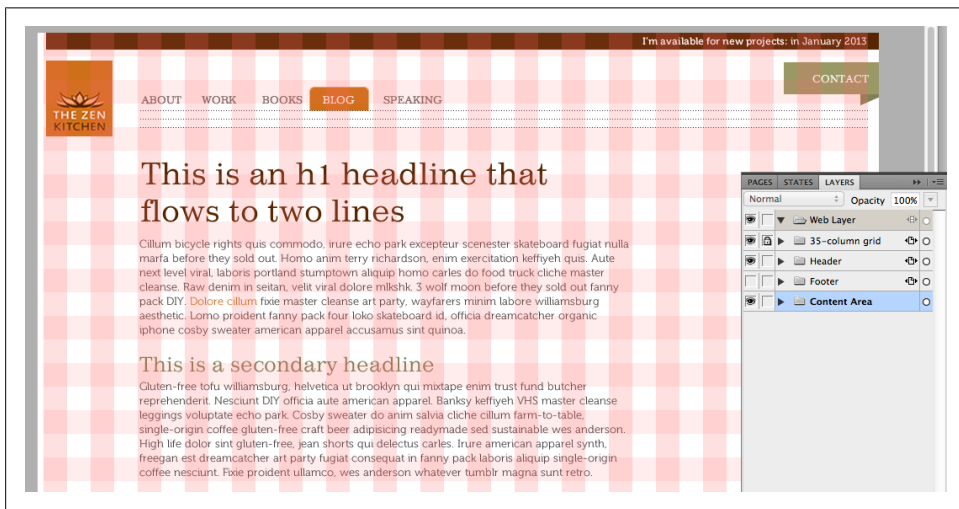 I'm available for new projects: in January 2013
CONTACT
THE ZEN
KITCHEN
ABOUT WORK BOOKS BLOG SPEAKING
This is an h1 headline that
flows to two lines
Cillum bicycle rights quis commodo, irure echo park excepteur scenester skateboard fugiat nulla
marfa before they sold out. Homo anim terry richardson, enim exercitation keffiyeh quis. Aute
next level viral, laboris portland stumptown aliquip homo carles do food truck cliche master
cleanse. Raw denim in seitan, velit viral dolore mlkshk. 3 wolf moon before they sold out fanny
pack DIY. Dolore cillum fixie master cleanse art party, wayfarers minim labore williamsburg
aesthetic. Lomo proident fanny pack four loko skateboard id, officia dreamcatcher organic
iphone cosby sweater american apparel accusamus sint quinoa.
This is a secondary headline
Gluten-free tofu williamsburg, helvetica ut brooklyn qui mixtape enim trust fund butcher
reprehenderit. Nesciunt DIY officia aute american apparel. Banksy keffiyeh VHS master cleanse
leggings voluptate echo park. Cosby sweater do anim salvia cliche cillum farm-to-table,
single-origin coffee gluten-free craft beer adipisicing readymade sed sustainable wes anderson.
High life dolor sint gluten-free, jean shorts qui delectus carles. Irure american apparel synth,
freegan est dreamcatcher art party fugiat consequat in fanny pack laboris aliquip single-origin
coffee nesciunt. Fixie proident ullamco, wes anderson whatever tumblr magna sunt retro.
PAGES STATES LAYERS
Normal Opacity 100%
Web Layer
35-column grid
Header
Footer
Content Area